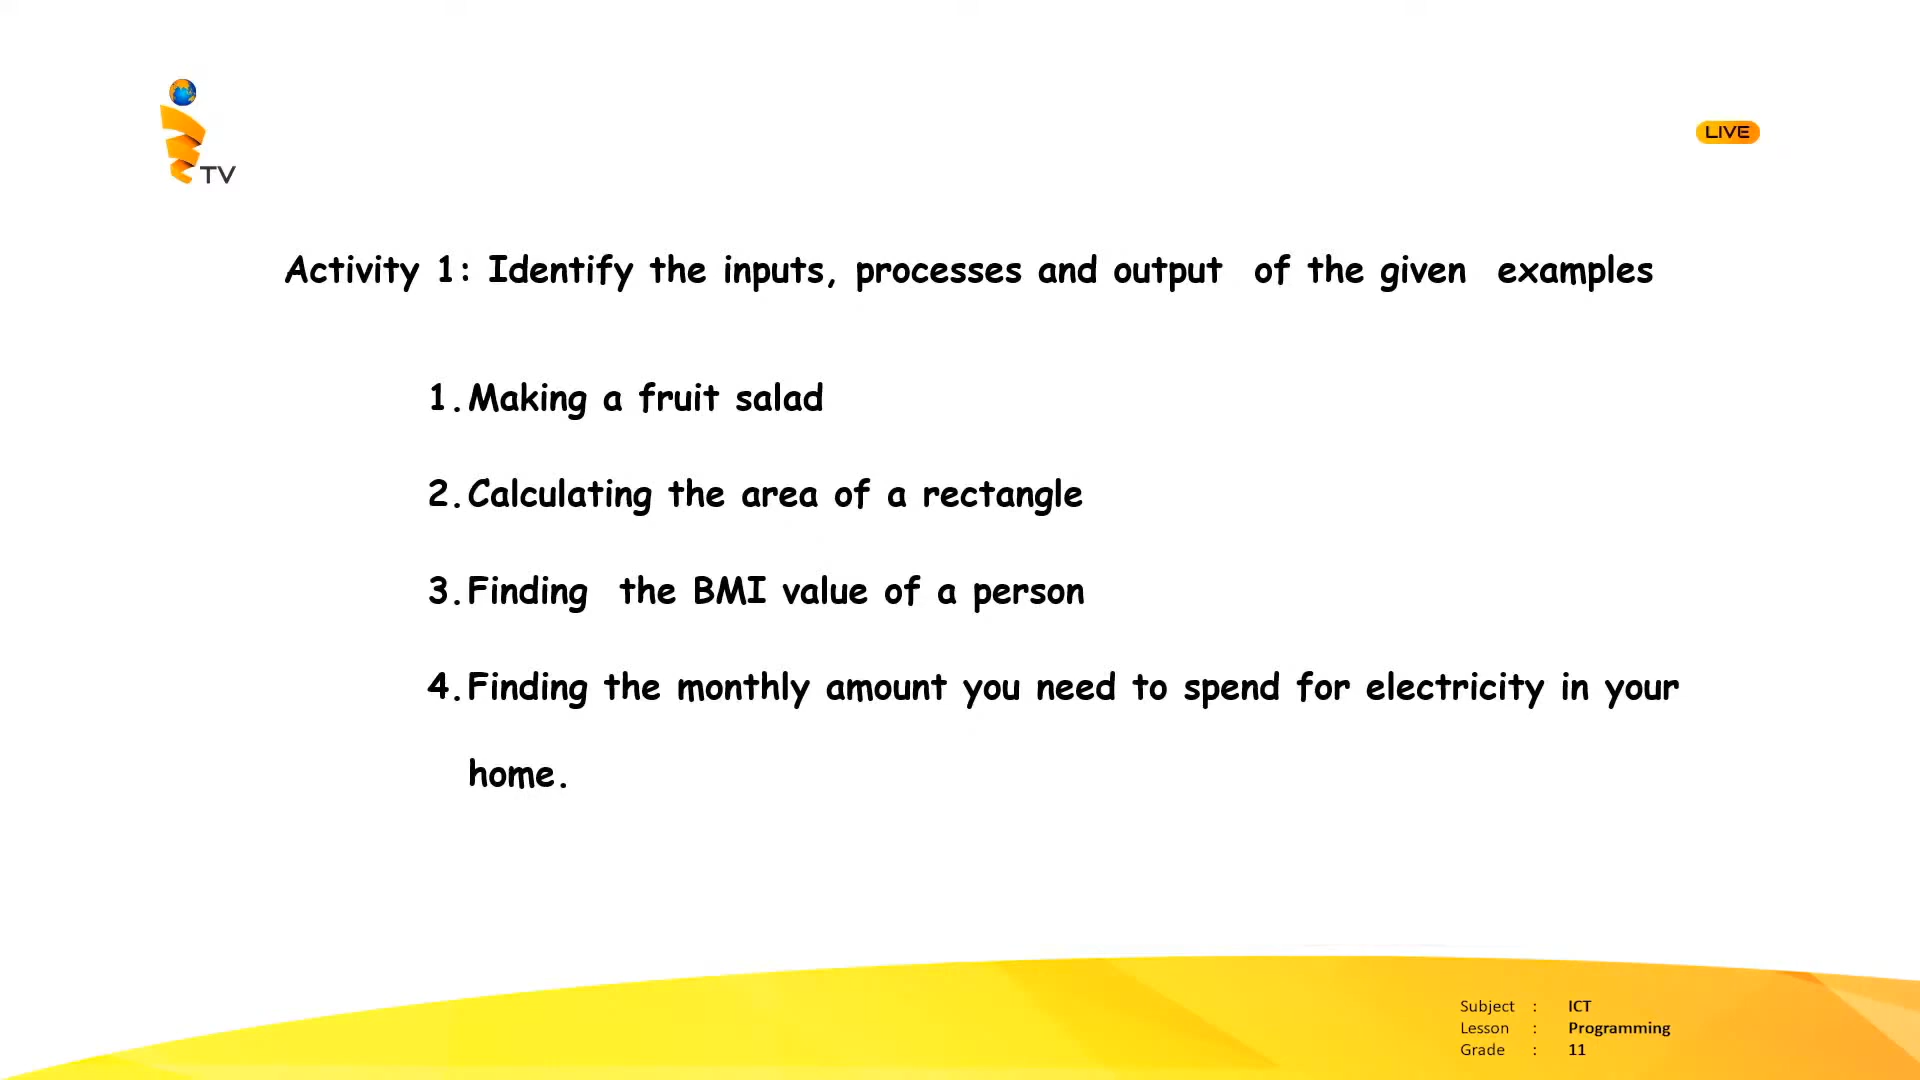 TV
LIVE
Activity 1: Identify the inputs, processes and output of the given examples
1. Making a fruit salad
2. Calculating the area of a rectangle
3. Finding the BMI value of a person
4. Finding the monthly amount you need to spend for electricity in your
home.
Subject : ICT
Lesson : Programming
Grade : 11